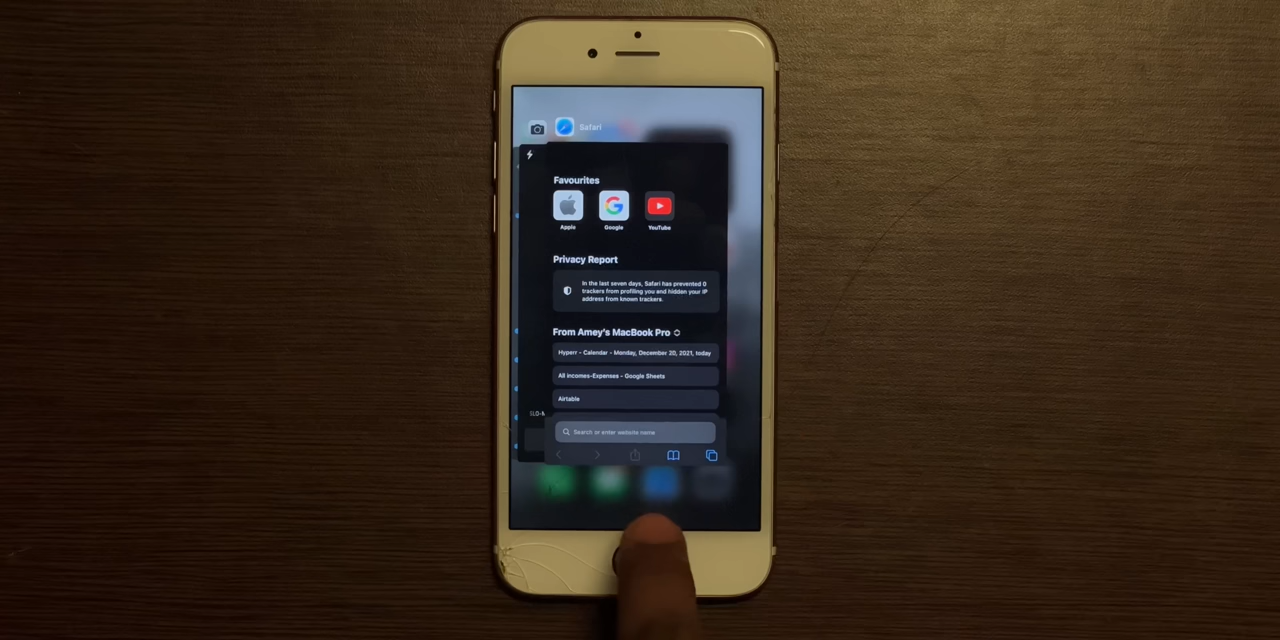 Safari
Favourites
Apple Google YouTube
Privacy Report
In the last seven days, Safari has prevented 0
trackers from profiling you and hidden your IP
address from known trackers.
From Amey's MacBook Pro
Hyperr - Calendar - Monday, December 20, 2021, today
All incomes-Expenses - Google Sheets
Airtable
SLO-M
Search or enter website name